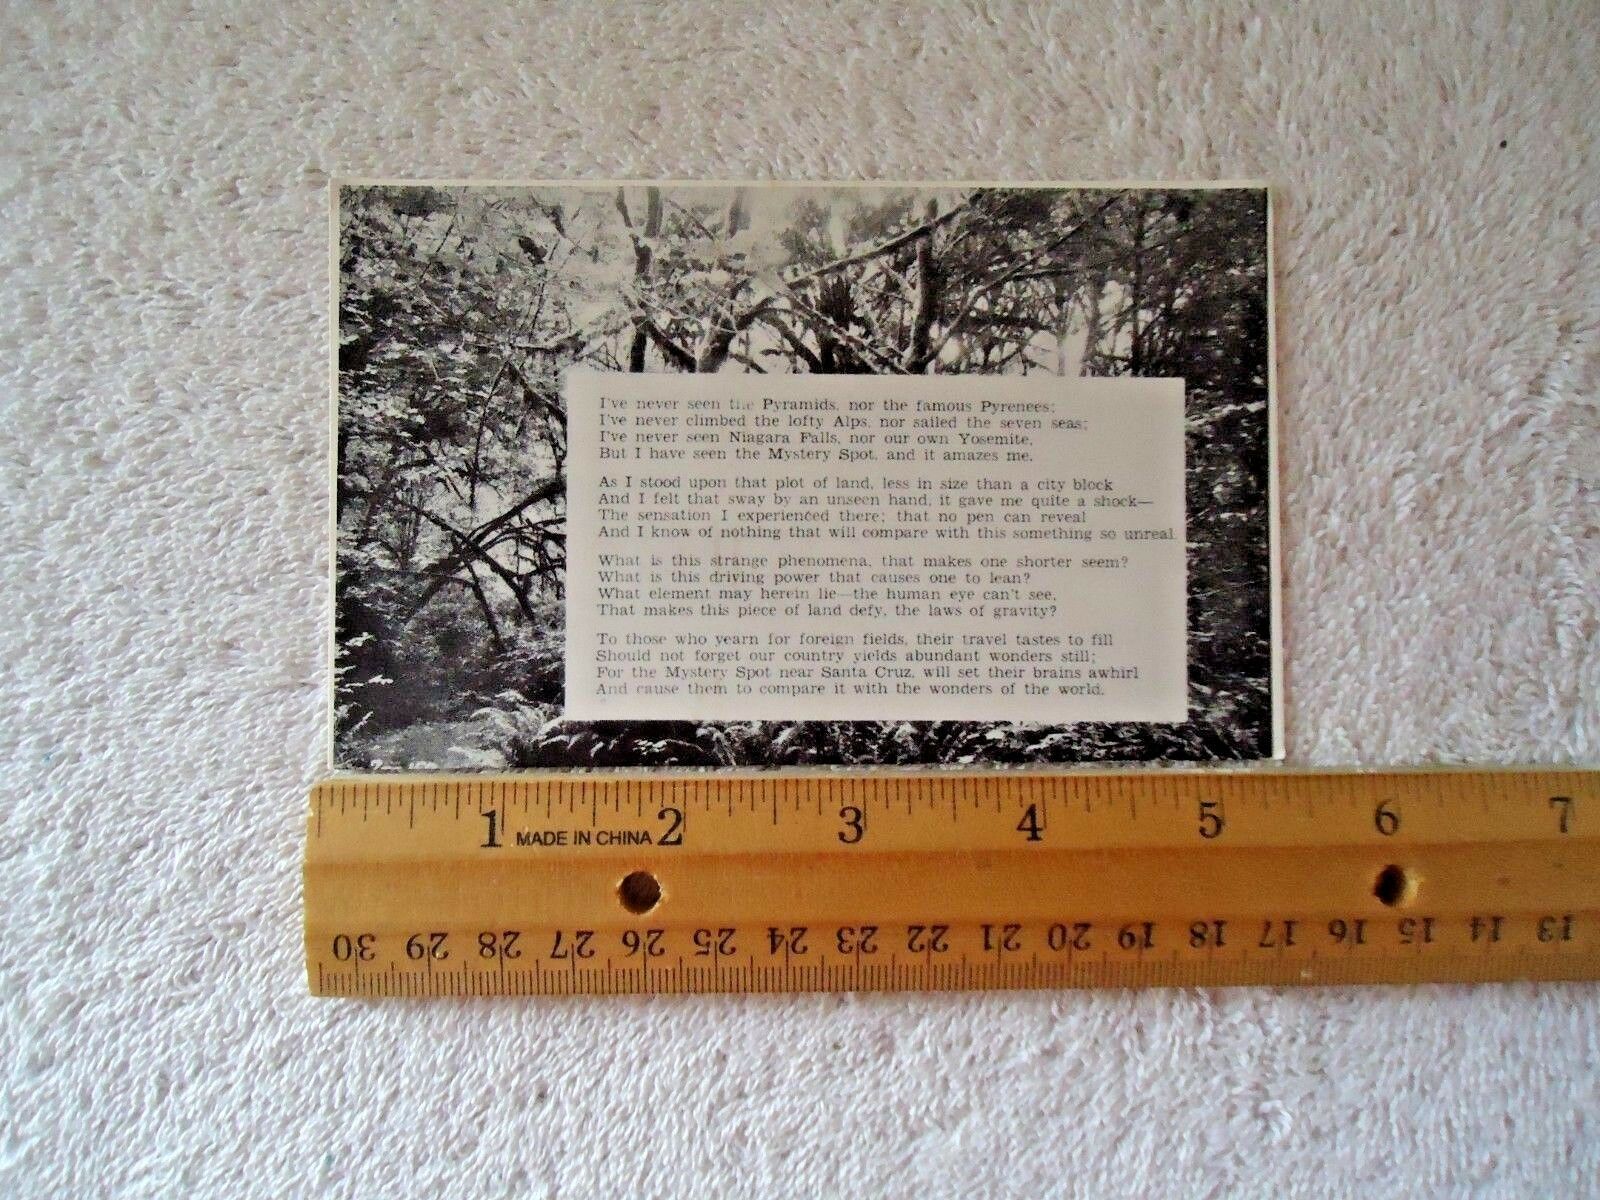 I've never seen the Pyramids, nor the famous Pyrenees;
I've never climbed the lofty Alps, nor sailed the seven seas;
I've never seen Niagara Falls, nor our own Yosemite,
But I have seen the Mystery Spot, and it amazes me.
As I stood upon that plot of land, less in size than a city block
And I felt that sway by an unseen hand, it gave me quite a shock—
The sensation I experienced there; that no pen can reveal
And I know of nothing that will compare with this something so unreal.
What is this strange phenomena, that makes one shorter seem?
What is this driving power that causes one to lean?
What element may herein lie—the human eye can't see,
That makes this piece of land defy, the laws of gravity?
To those who yearn for foreign fields, their travel tastes to fill
Should not forget our country yields abundant wonders still;
For the Mystery Spot near Santa Cruz, will set their brains awhirl
And cause them to compare it with the wonders of the world.
1 MADE IN CHINA 2 3 4 5 6 7
30 29 28 27 26 25 24 23 22 21 20 19 18 17 16 15 14 13